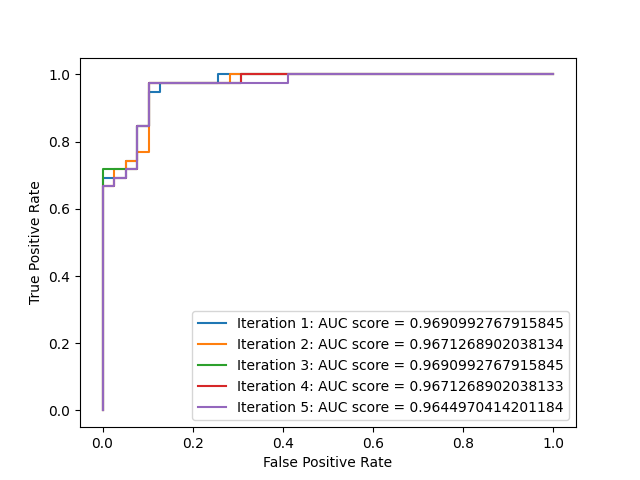 1.0
0.8
0.6
0.4
0.2
0.0
True Positive Rate
Iteration 1: AUC score = 0.9690992767915845
Iteration 2: AUC score = 0.9671268902038134
Iteration 3: AUC score = 0.9690992767915845
Iteration 4: AUC score = 0.9671268902038133
Iteration 5: AUC score = 0.9644970414201184
0.0 0.2 0.4 0.6 0.8 1.0
False Positive Rate